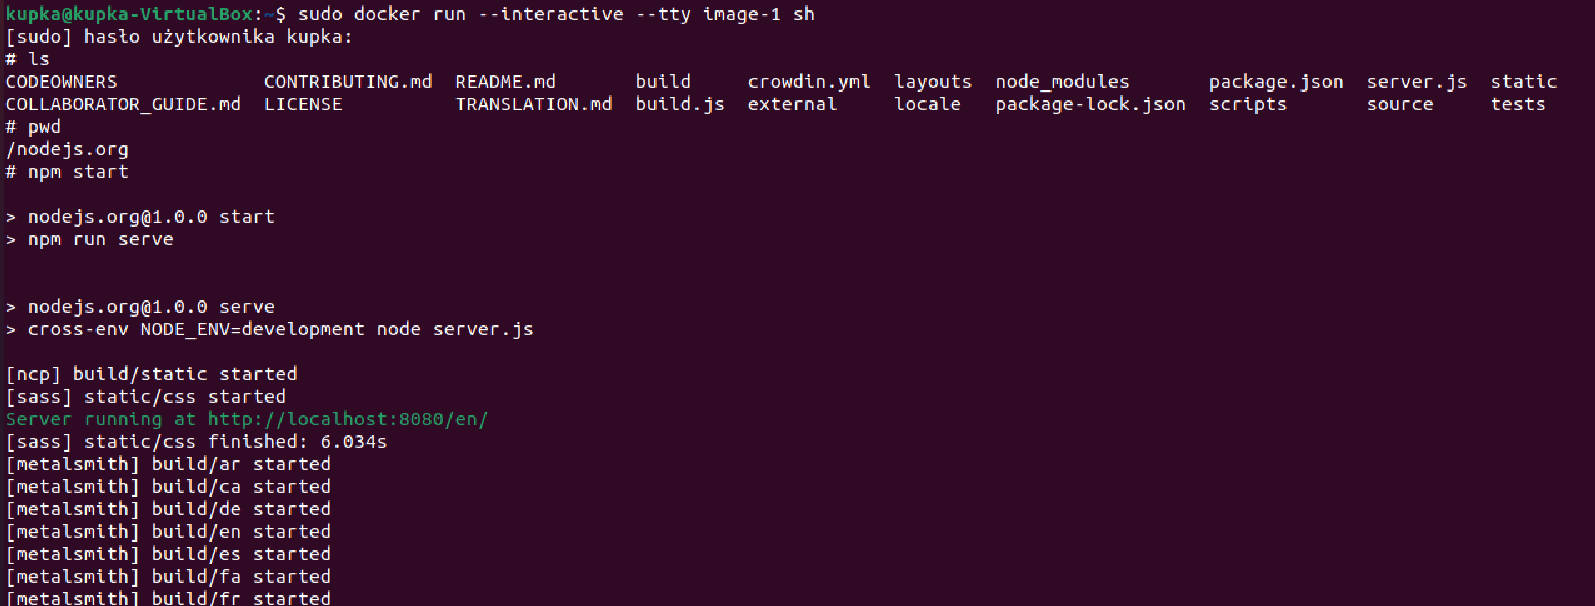 kupka@kupka-VirtualBox:~$ sudo docker run --interactive --tty image-1 sh
[sudo] hasło użytkownika kupka:
# ls
CODEOWNERS CONTRIBUTING.md README.md build crowdin.yml layouts node_modules package.json server.js static
COLLABORATOR_GUIDE.md LICENSE TRANSLATION.md build.js external locale package-lock.json scripts source tests
# pwd
/nodejs.org
# npm start
> nodejs.org@1.0.0 start
> npm run serve
> nodejs.org@1.0.0 serve
> cross-env NODE_ENV=development node server.js
[ncp] build/static started
[sass] static/css started
Server running at http://localhost:8080/en/
[sass] static/css finished: 6.034s
[metalsmith] build/ar started
[metalsmith] build/ca started
[metalsmith] build/de started
[metalsmith] build/en started
[metalsmith] build/es started
[metalsmith] build/fa started
[metalsmith] build/fr started